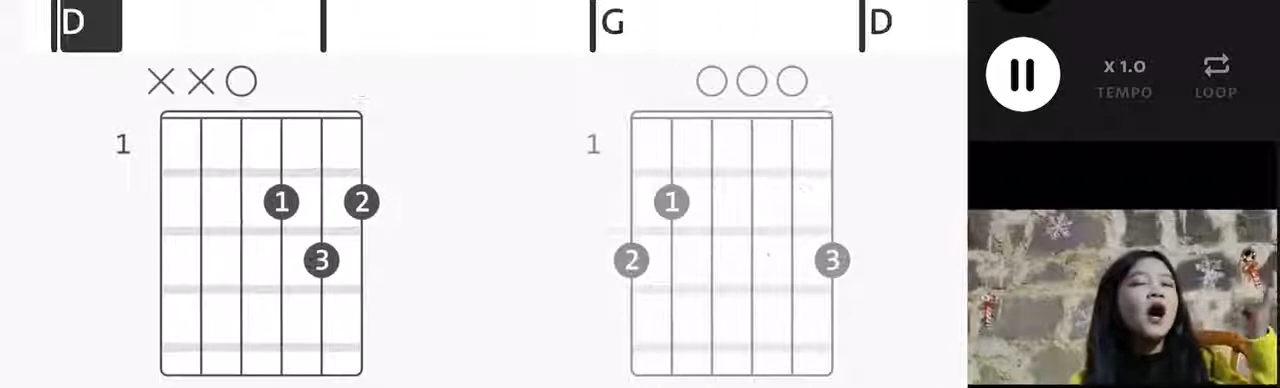 D G D
X 1.0
TEMPO LOOP
1 1
1 2 1
3 2 3